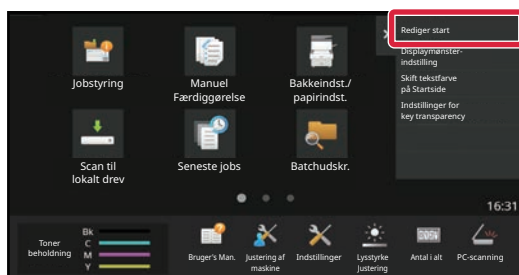 Rediger start
Displaymønster-
indstilling
Skift tekstfarve
på Startside
Indstillinger for
key transparency
Jobstyring
Manuel
Færdiggørelse
Bakkeindst./
papirindst.
Scan til
lokalt drev
Seneste jobs
Batchudskr.
16:31
Toner
beholdning
Bk
C
M
Y
Bruger's Man.
Justering af
maskine
Indstillinger
Lysstyrke
Justering
Antal i alt
PC-scanning